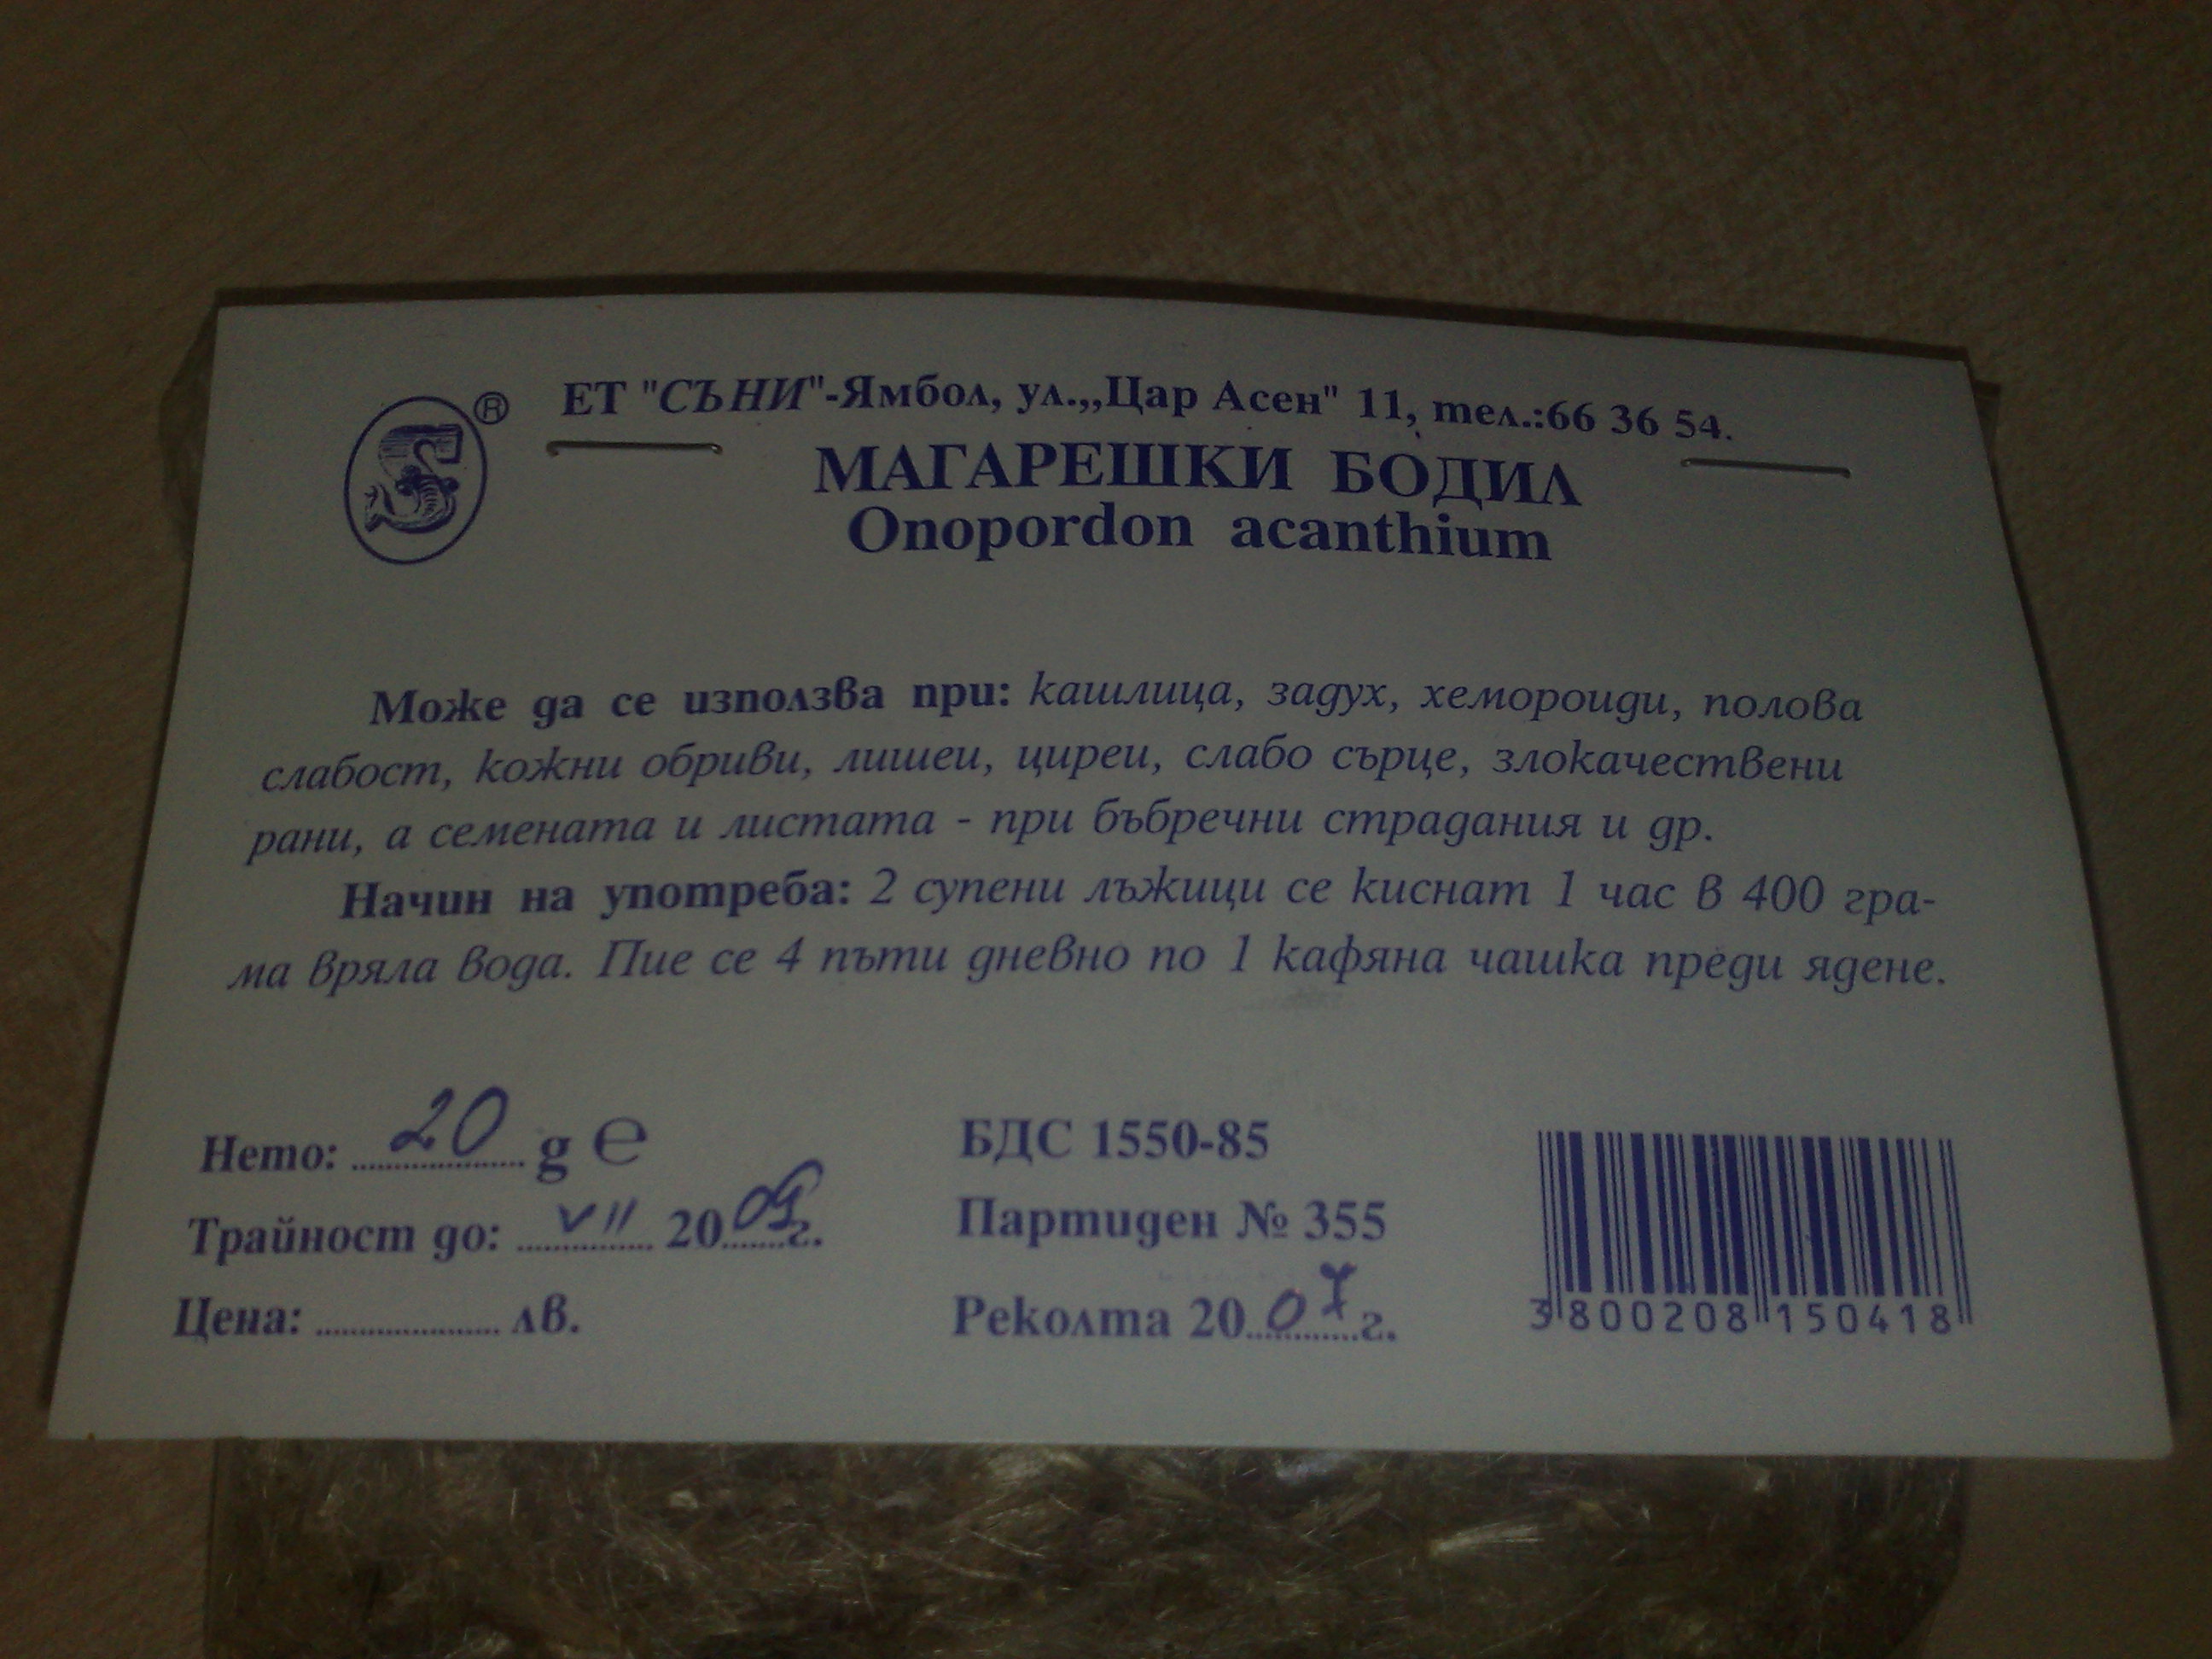 ®
ЕТ "СЪНИ"-Ямбол, ул.,,Цар Асен" 11, тел.:66 36 54.
МАГАРЕШКИ БОДИЛ
Onopordon acanthium
Може да се използва при: кашлица, задух, хемороиди, полова
слабост, кожни обриви, лишеи, циреи, слабо сърце, злокачествени
рани, а семената и листата - при бъбречни страдания и др.
Начин на употреба: 2 супени лъжици се киснат 1 час в 400 гра-
ма вряла вода. Пие се 4 пъти дневно по 1 кафяна чашка преди ядене.
Нето: 20 g ℮
Трайност до: VII 2009г.
Цена: .................... лв.
БДС 1550-85
Партиден № 355
Реколта 2007г.
3800208150418